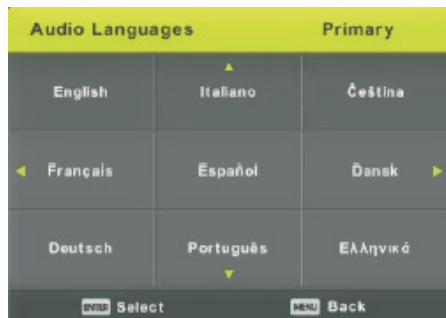 Audio Languages Primary
English Italiano Čeština
Français Español Dansk
Deutsch Português Ελληνικά
ENTER Select MENU Back